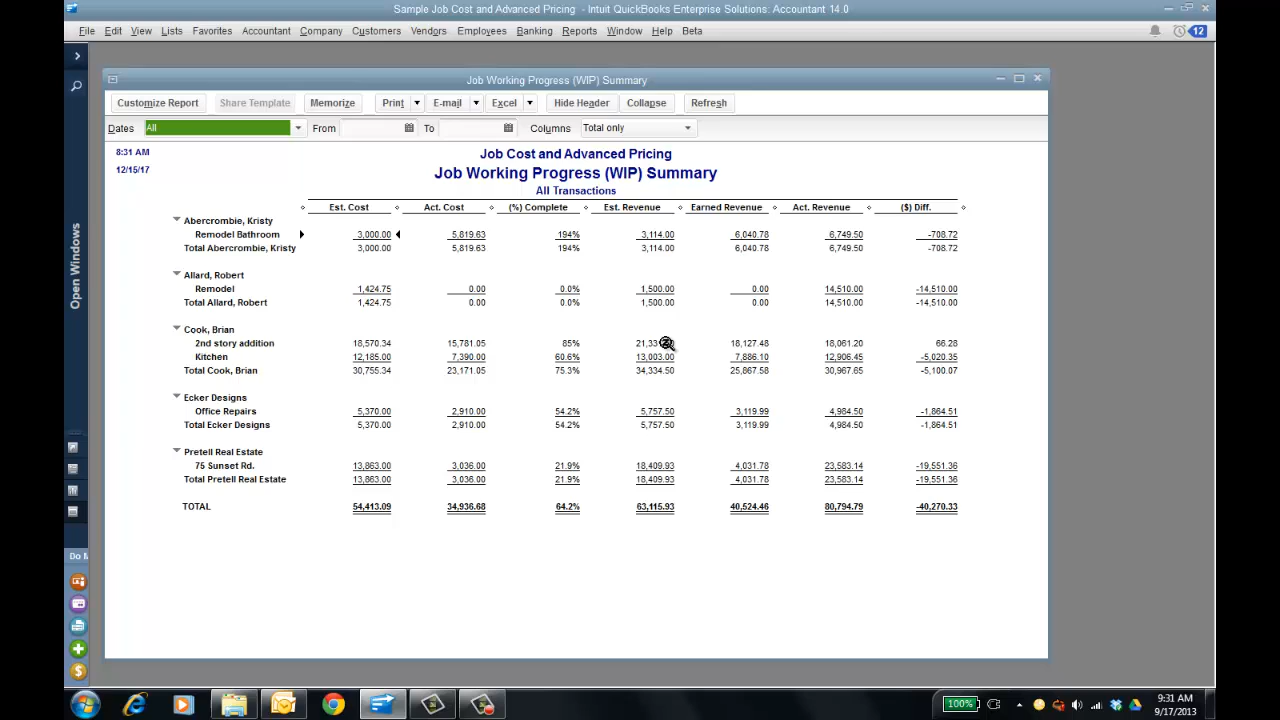 Sample Job Cost and Advanced Pricing - Intuit QuickBooks Enterprise Solutions: Accountant 14.0
File Edit View Lists Favorites Accountant Company Customers Vendors Employees Banking Reports Window Help Beta 12
Job Working Progress (WIP) Summary
Customize Report Share Template Memorize Print E-mail Excel Hide Header Collapse Refresh
Dates All From To Columns Total only
8:31 AM Job Cost and Advanced Pricing
12/15/17 Job Working Progress (WIP) Summary
All Transactions
Est. Cost Act. Cost (%) Complete Est. Revenue Earned Revenue Act. Revenue ($) Diff.
Abercrombie, Kristy
Remodel Bathroom 3,000.00 5,819.63 194% 3,114.00 6,040.78 6,749.50 -708.72
Total Abercrombie, Kristy 3,000.00 5,819.63 194% 3,114.00 6,040.78 6,749.50 -708.72
Allard, Robert
Remodel 1,424.75 0.00 0.0% 1,500.00 0.00 14,510.00 -14,510.00
Total Allard, Robert 1,424.75 0.00 0.0% 1,500.00 0.00 14,510.00 -14,510.00
Cook, Brian
2nd story addition 18,570.34 15,781.05 85% 18,127.48 18,061.20 66.28
Kitchen 12,185.00 7,390.00 60.6% 13,003.00 7,886.10 12,906.45 -5,020.35
Total Cook, Brian 30,755.34 23,171.05 75.3% 34,334.50 25,867.58 30,967.65 -5,100.07
Ecker Designs
Office Repairs 5,370.00 2,910.00 54.2% 5,757.50 3,119.99 4,984.50 -1,864.51
Total Ecker Designs 5,370.00 2,910.00 54.2% 5,757.50 3,119.99 4,984.50 -1,864.51
Pretell Real Estate
75 Sunset Rd. 13,863.00 3,036.00 21.9% 18,409.93 4,031.78 23,583.14 -19,551.36
Total Pretell Real Estate 13,863.00 3,036.00 21.9% 18,409.93 4,031.78 23,583.14 -19,551.36
TOTAL 54,413.09 34,936.68 64.2% 63,115.93 40,524.46 80,794.79 -40,270.33
Open Windows
Do M
100% 9:31 AM
9/17/2013